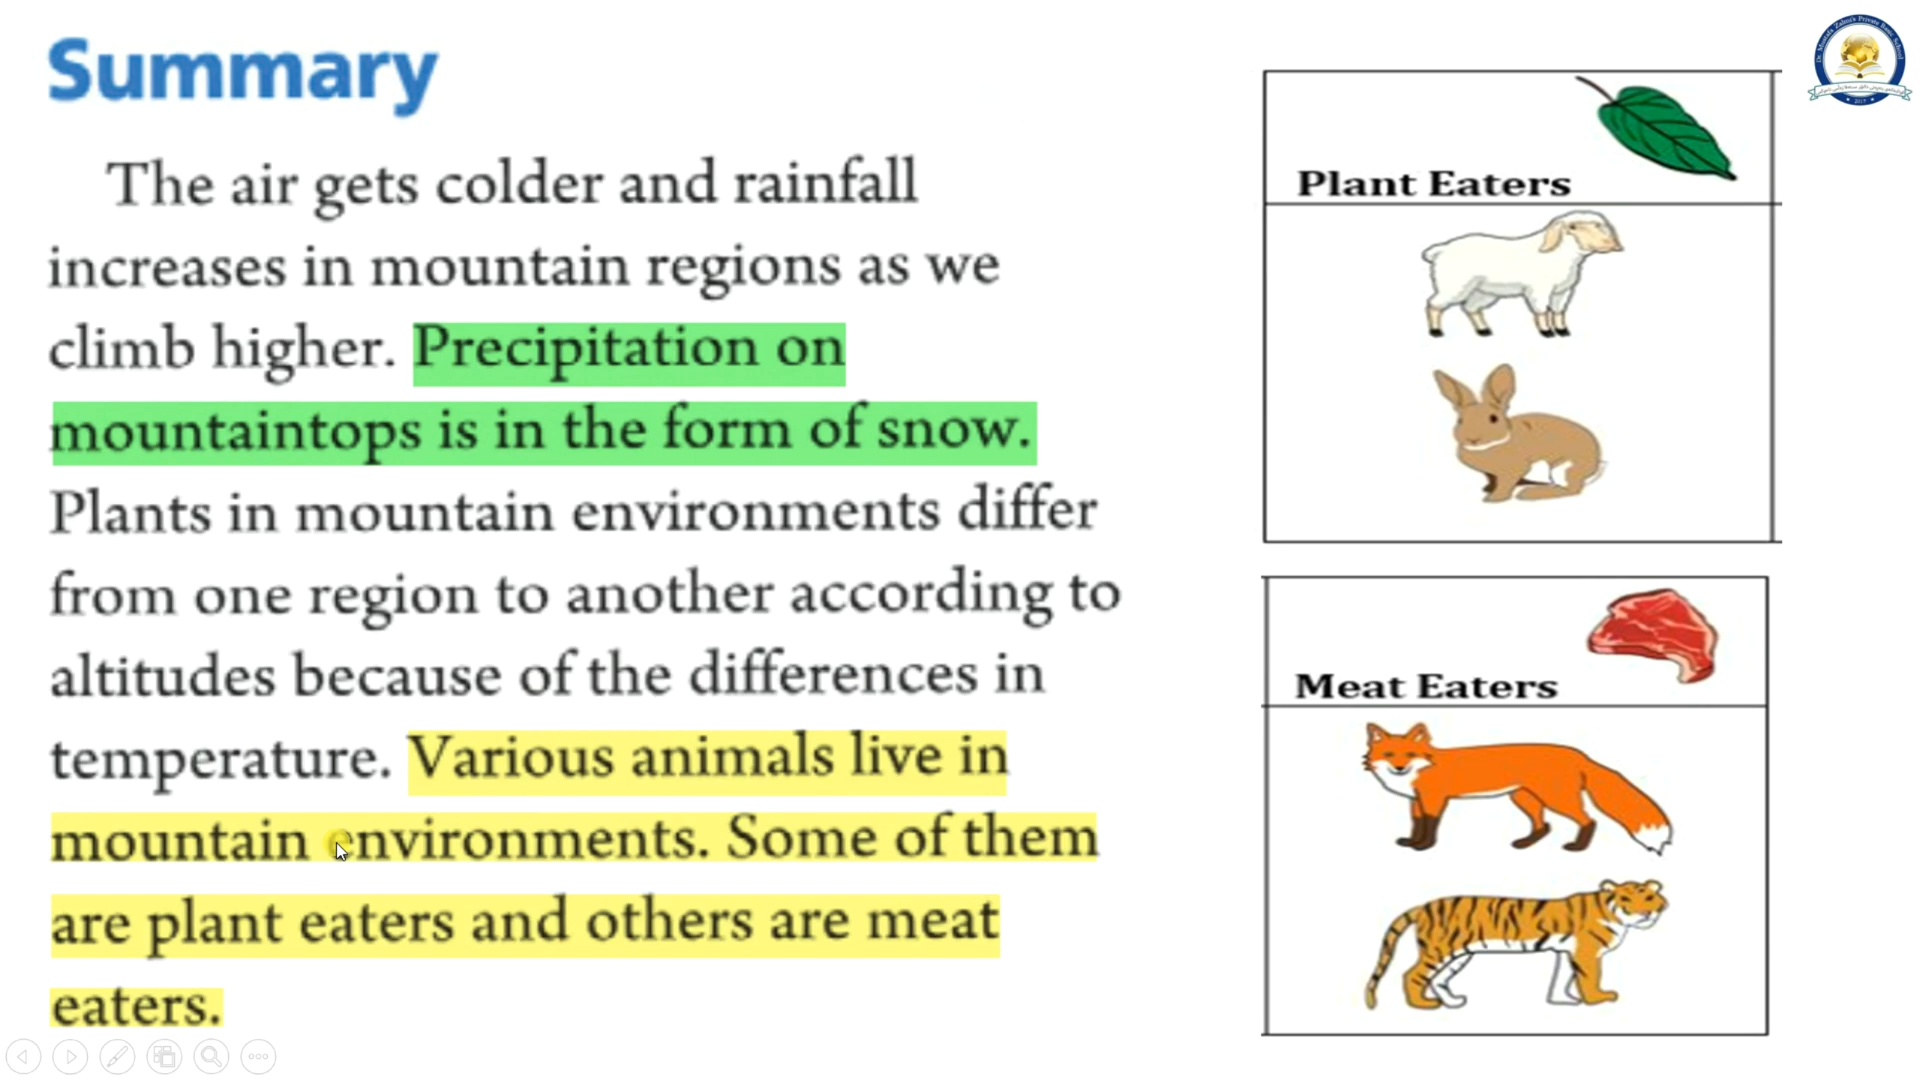 Summary
The air gets colder and rainfall
increases in mountain regions as we
climb higher. Precipitation on
mountaintops is in the form of snow.
Plants in mountain environments differ
from one region to another according to
altitudes because of the differences in
temperature. Various animals live in
mountain environments. Some of them
are plant eaters and others are meat
eaters.
Plant Eaters
Meat Eaters